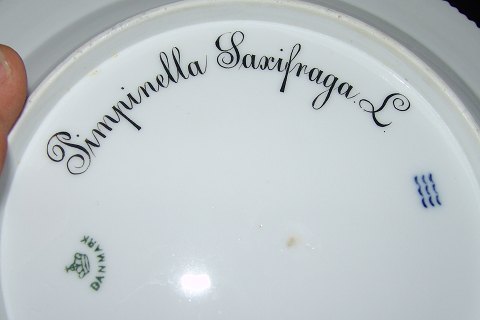 Pimpinella Saxifraga. L.
DANMARK